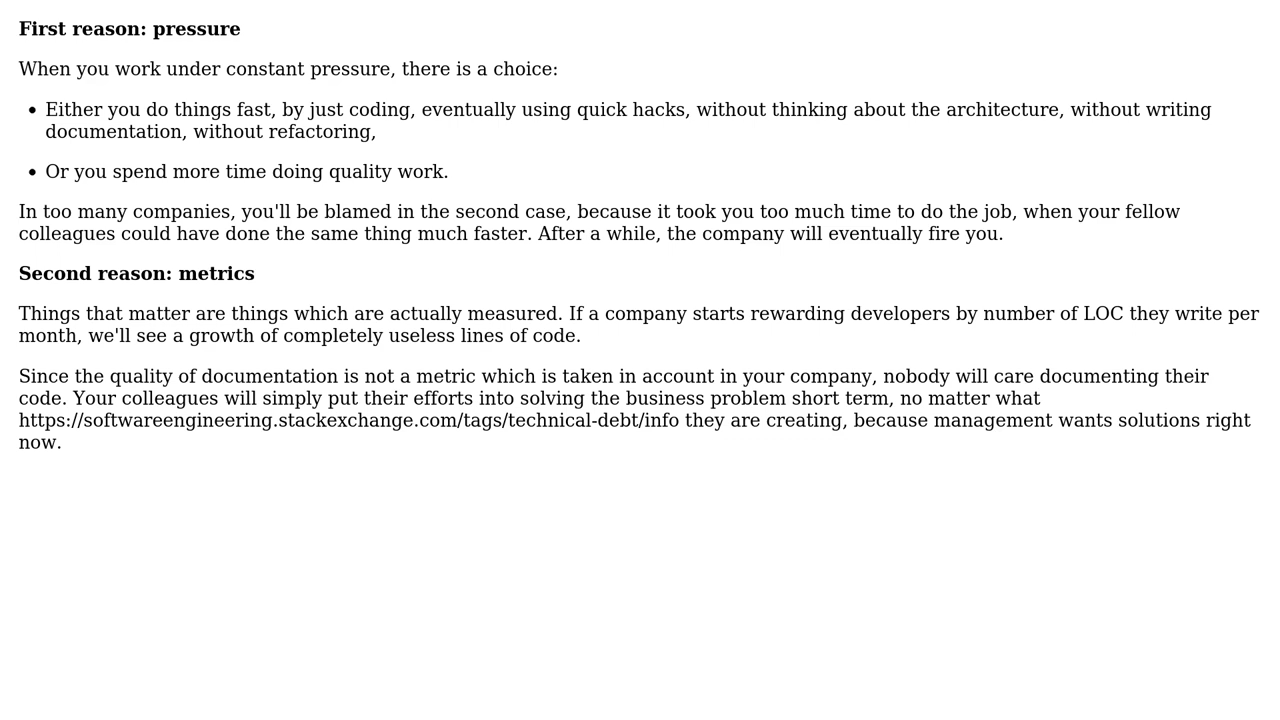 First reason: pressure
When you work under constant pressure, there is a choice:
• Either you do things fast, by just coding, eventually using quick hacks, without thinking about the architecture, without writing
documentation, without refactoring,
• Or you spend more time doing quality work.
In too many companies, you'll be blamed in the second case, because it took you too much time to do the job, when your fellow
colleagues could have done the same thing much faster. After a while, the company will eventually fire you.
Second reason: metrics
Things that matter are things which are actually measured. If a company starts rewarding developers by number of LOC they write per
month, we'll see a growth of completely useless lines of code.
Since the quality of documentation is not a metric which is taken in account in your company, nobody will care documenting their
code. Your colleagues will simply put their efforts into solving the business problem short term, no matter what
https://softwareengineering.stackexchange.com/tags/technical-debt/info they are creating, because management wants solutions right
now.